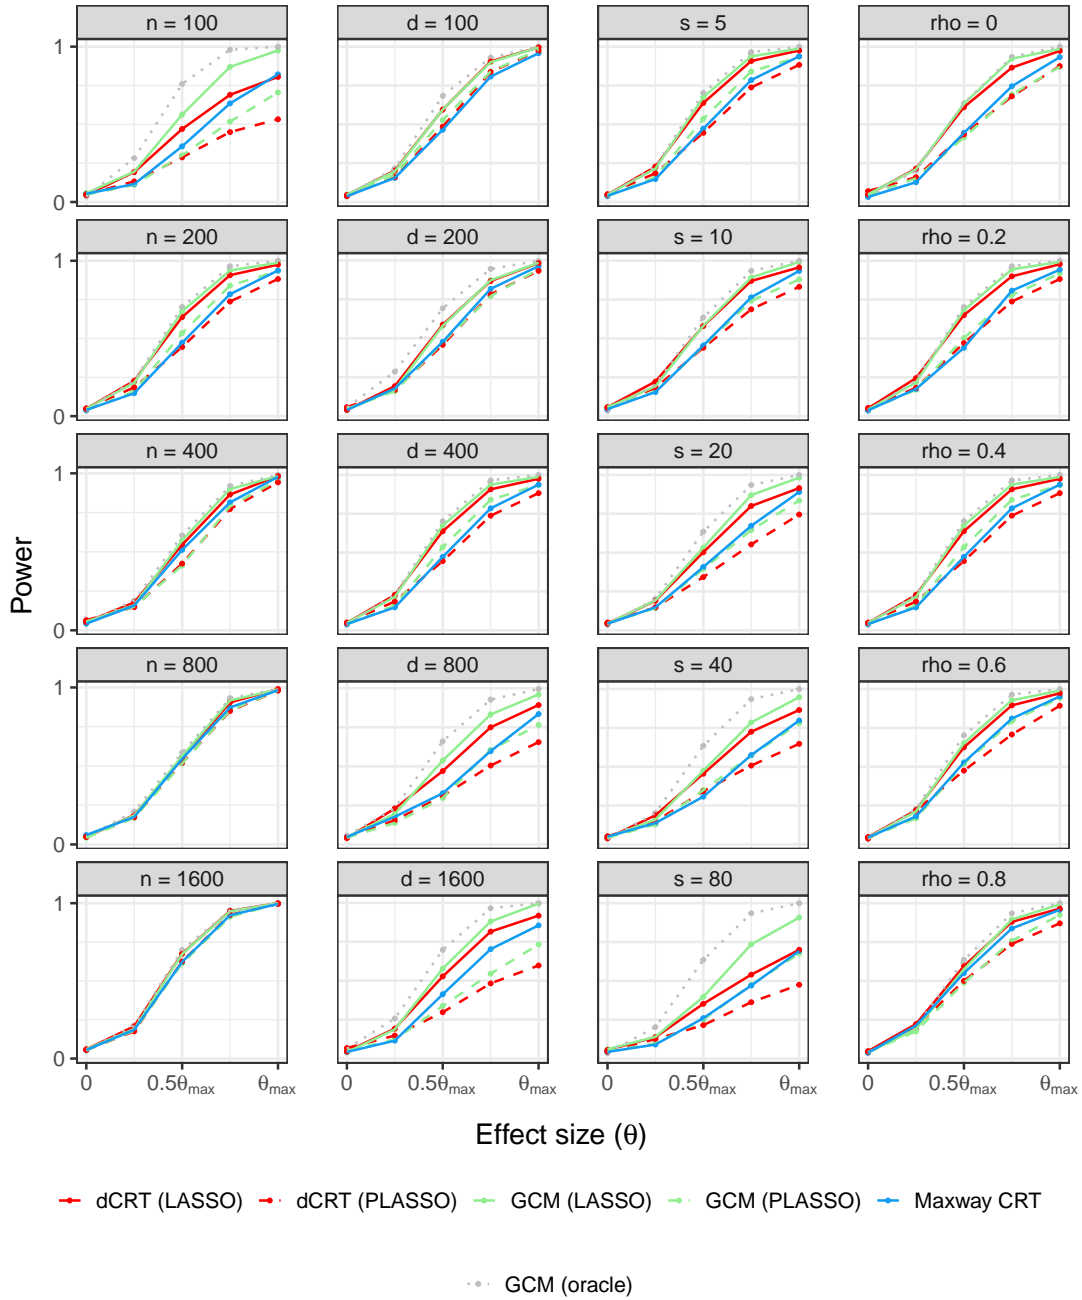 n = 100 d = 100 s = 5 rho = 0
1
0
n = 200 d = 200 s = 10 rho = 0.2
1
0
n = 400 d = 400 s = 20 rho = 0.4
1
0
n = 800 d = 800 s = 40 rho = 0.6
1
0
n = 1600 d = 1600 s = 80 rho = 0.8
1
0
Power
0 0.5θmax θmax 0 0.5θmax θmax 0 0.5θmax θmax 0 0.5θmax θmax
Effect size (θ)
dCRT (LASSO) dCRT (PLASSO) GCM (LASSO) GCM (PLASSO) Maxway CRT
GCM (oracle)